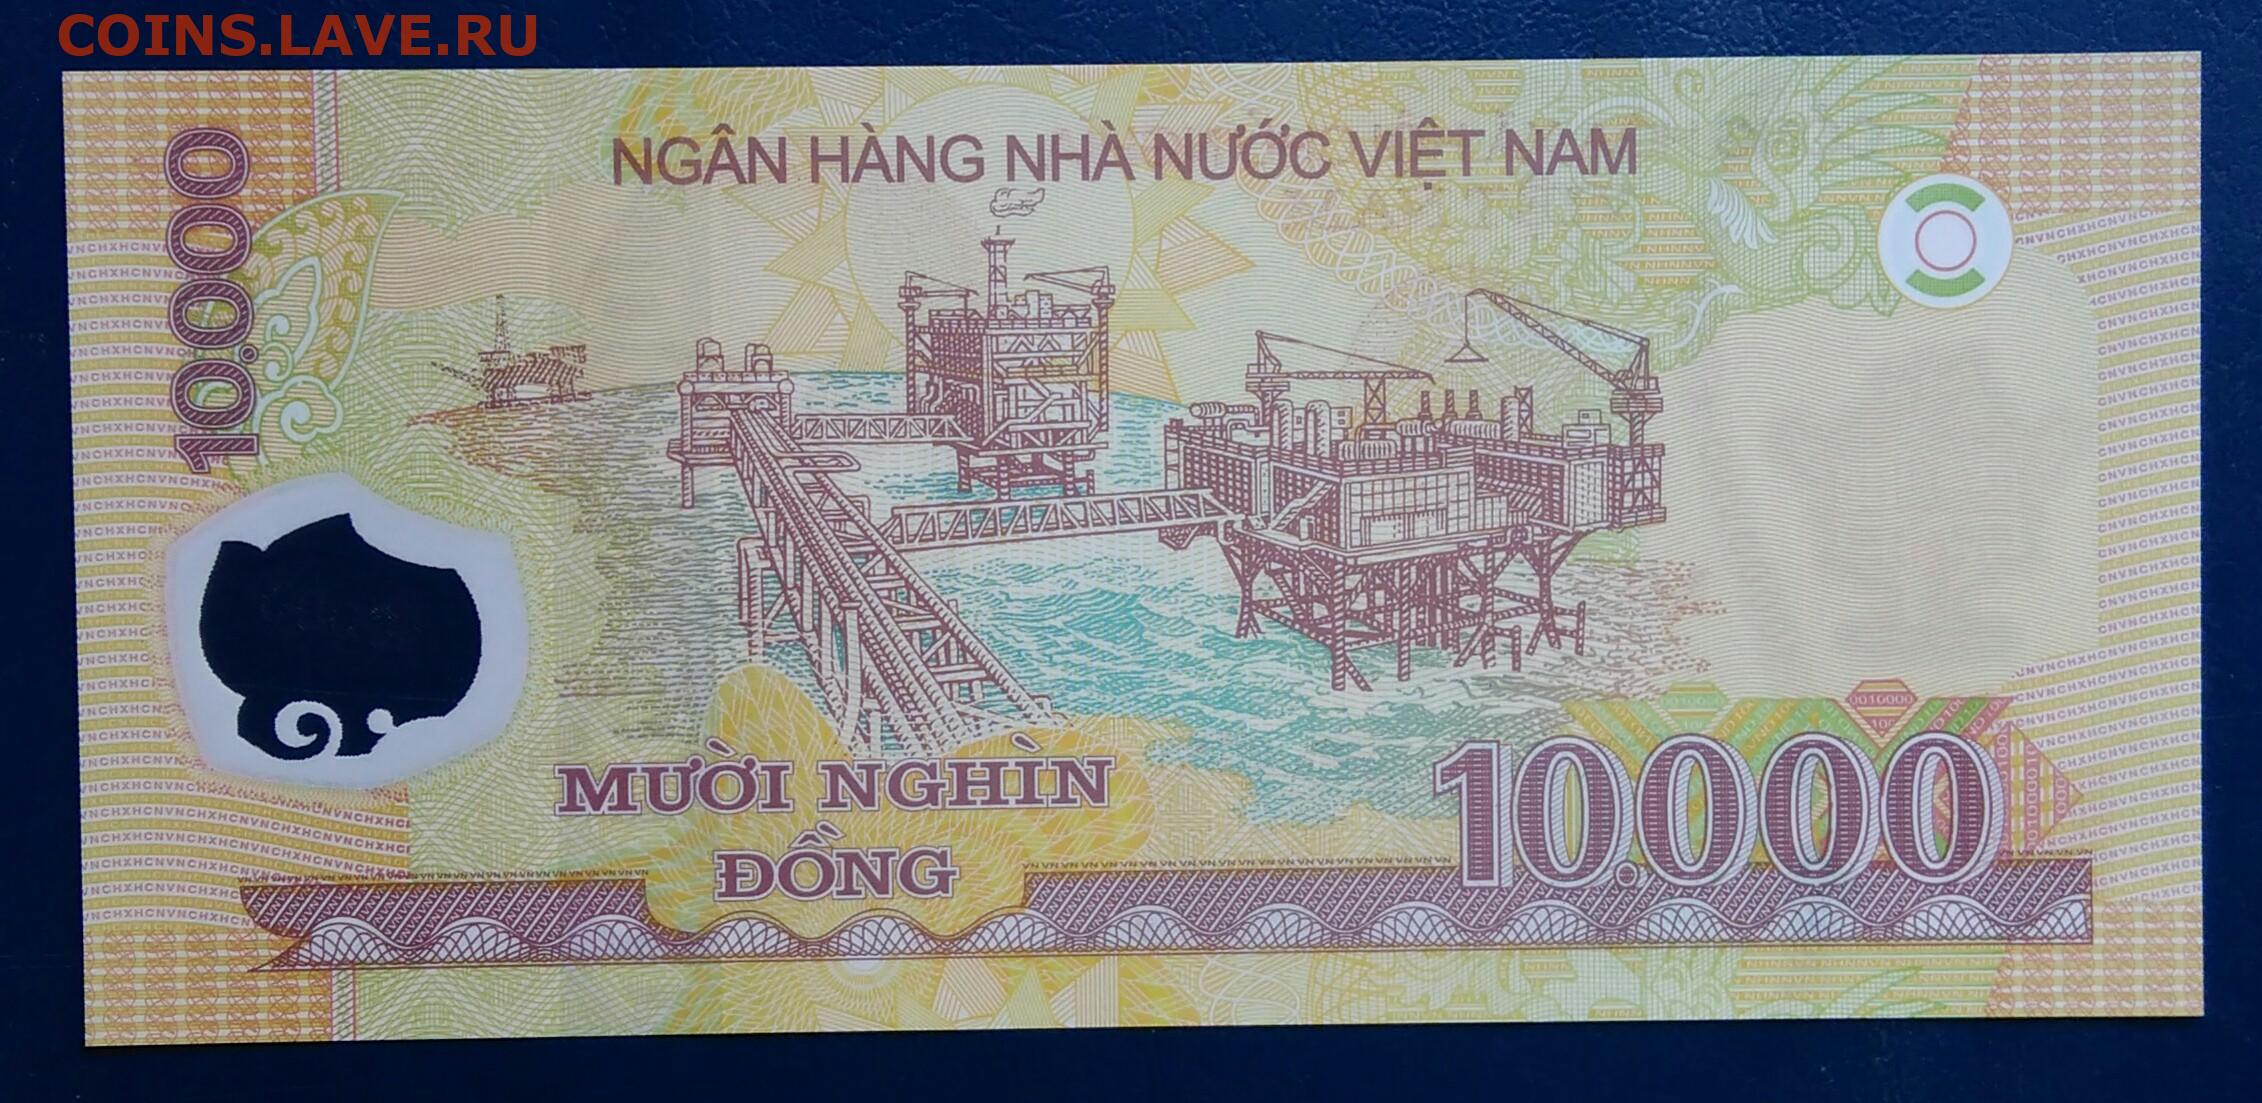 COINS.LAVE.RU
NGÂN HÀNG NHÀ NƯỚC VIỆT NAM
10.000
MƯỜI NGHÌN
ĐỒNG
10.000